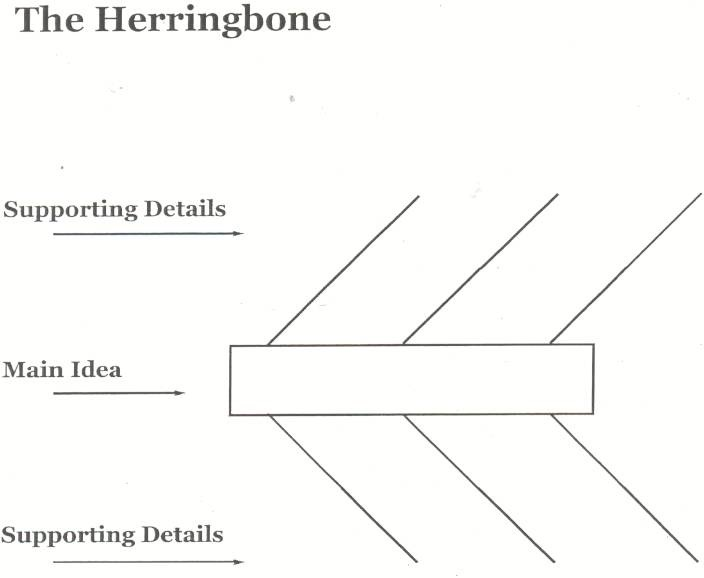 The Herringbone
Supporting Details
Main Idea
Supporting Details